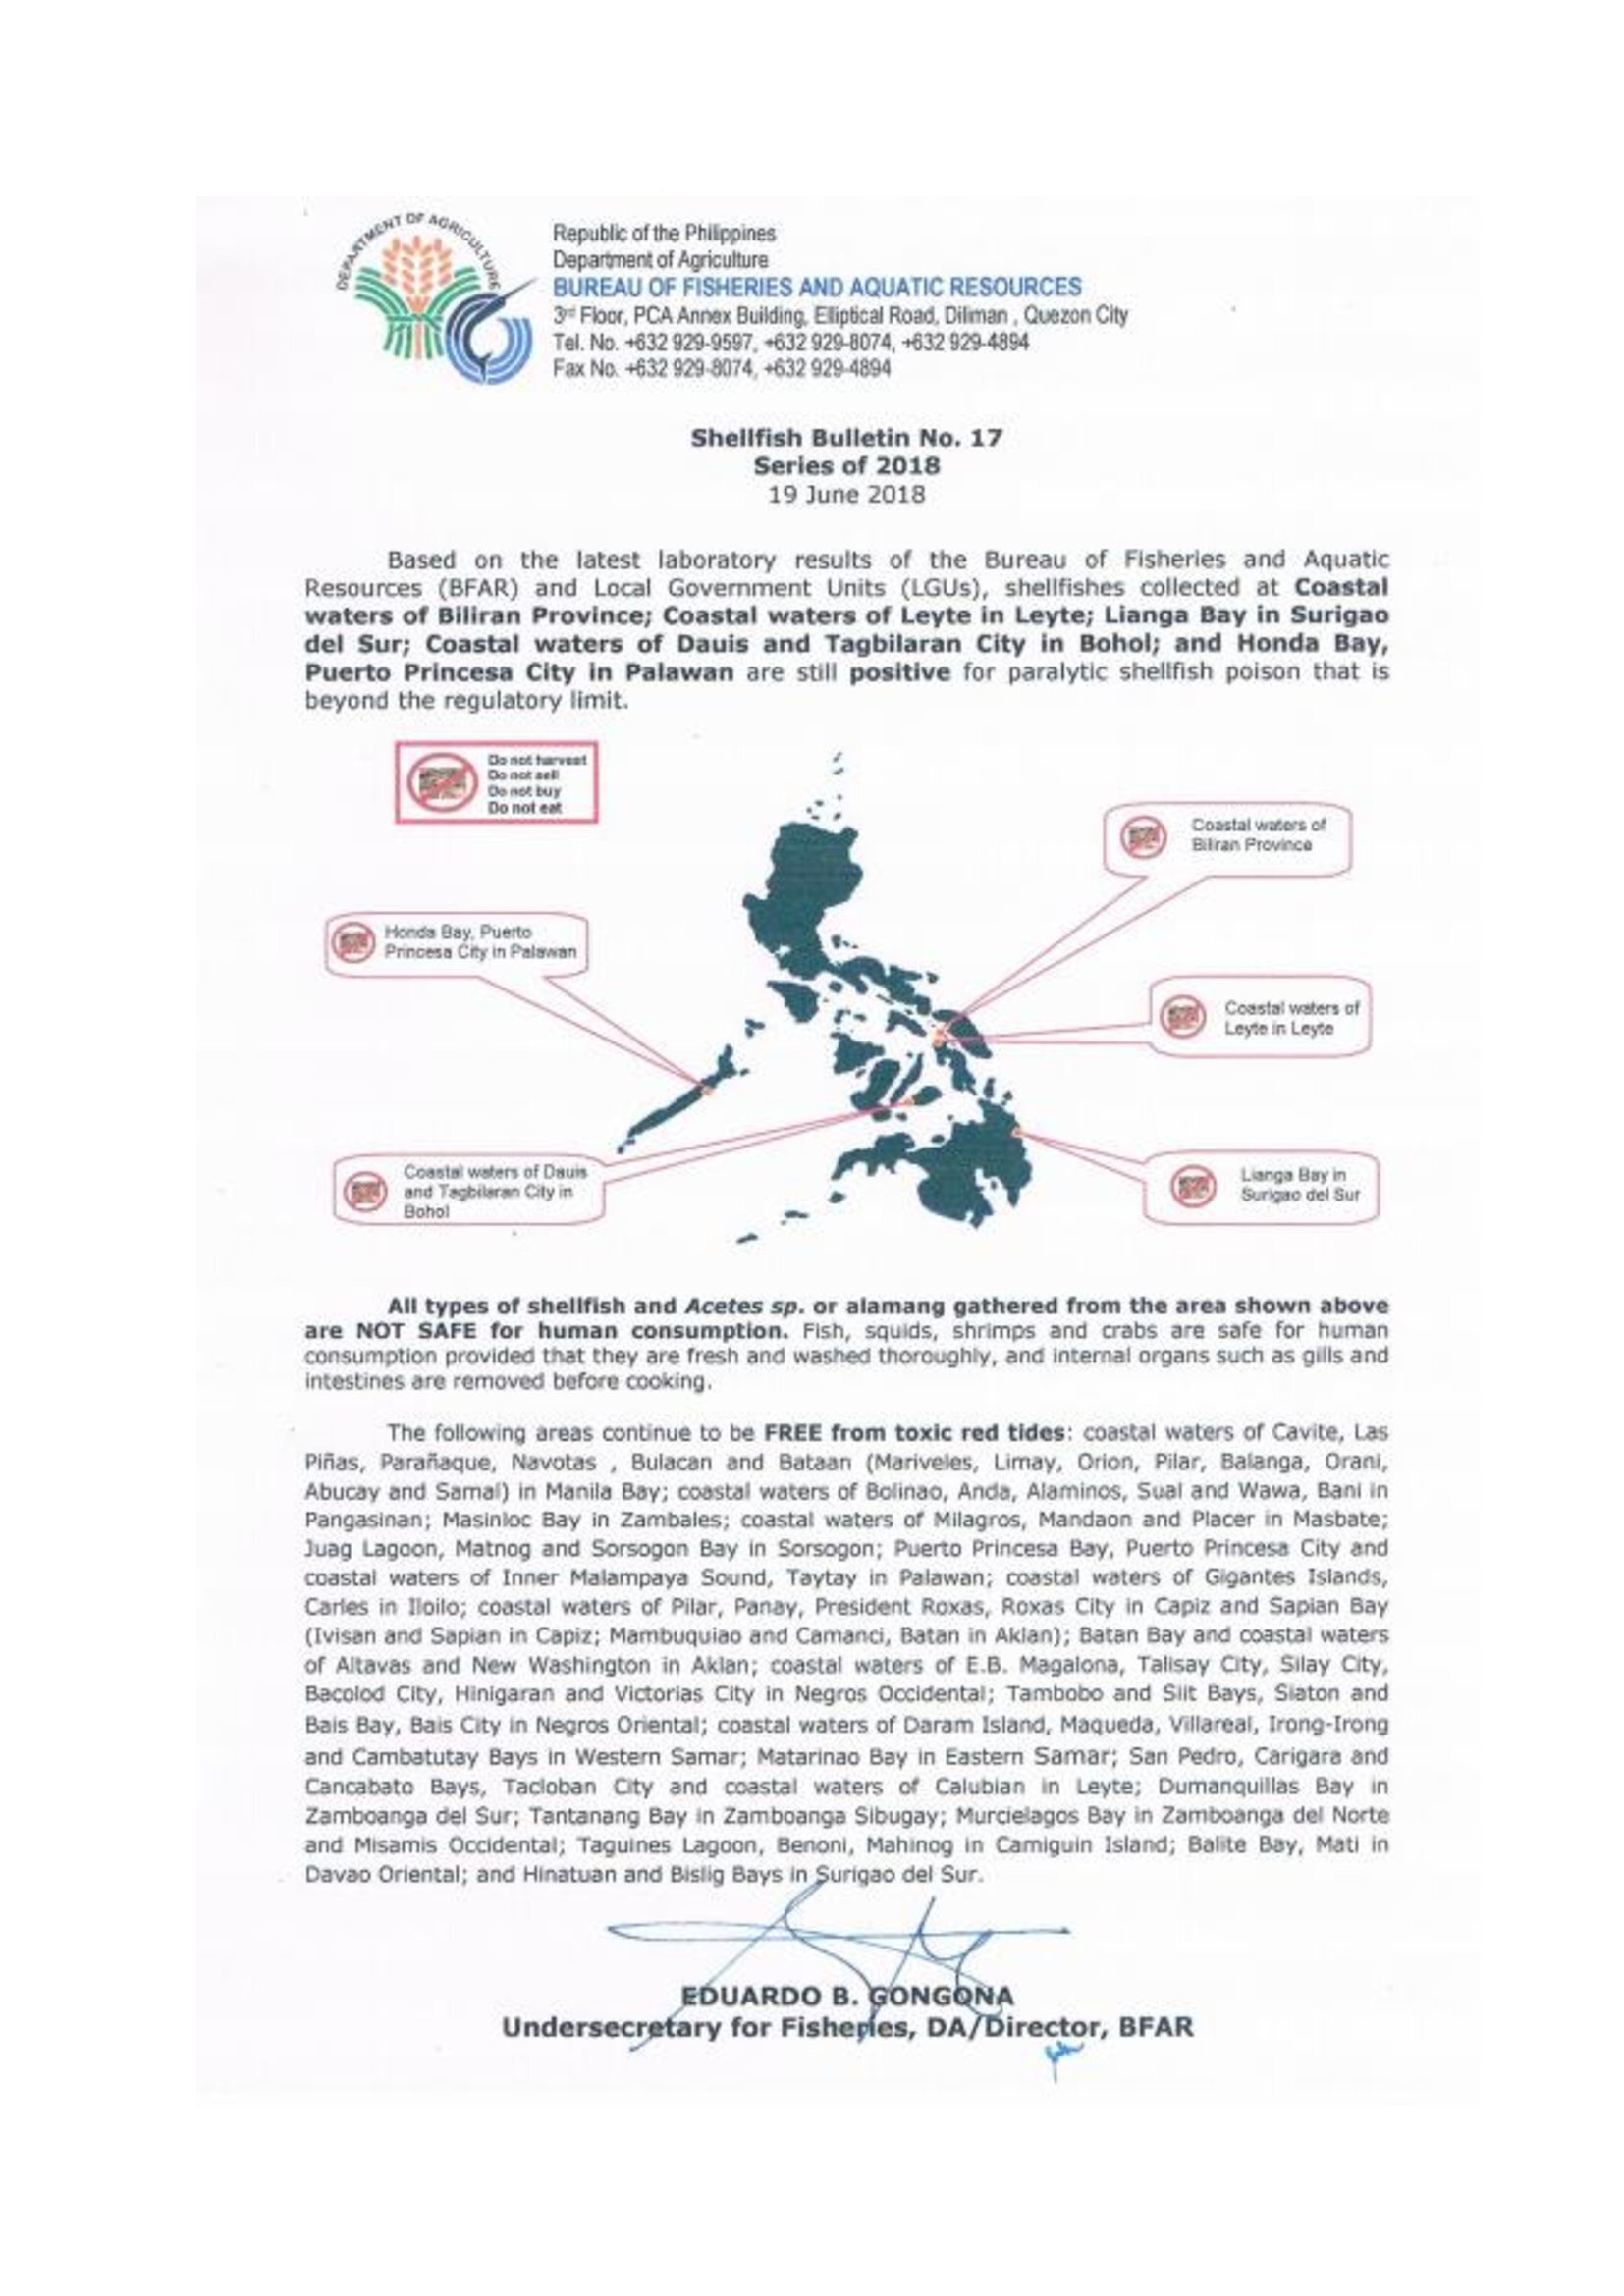 DEPARTMENT OF AGRICULTURE
Republic of the Philippines
Department of Agriculture
BUREAU OF FISHERIES AND AQUATIC RESOURCES
3rd Floor, PCA Annex Building, Elliptical Road, Diliman , Quezon City
Tel. No. +632 929-9597, +632 929-8074, +632 929-4894
Fax No. +632 929-8074, +632 929-4894
Shellfish Bulletin No. 17
Series of 2018
19 June 2018
Based on the latest laboratory results of the Bureau of Fisheries and Aquatic
Resources (BFAR) and Local Government Units (LGUs), shellfishes collected at Coastal
waters of Biliran Province; Coastal waters of Leyte in Leyte; Lianga Bay in Surigao
del Sur; Coastal waters of Dauis and Tagbilaran City in Bohol; and Honda Bay,
Puerto Princesa City in Palawan are still positive for paralytic shellfish poison that is
beyond the regulatory limit.
Do not harvest
Do not sell
Do not buy
Do not eat
Coastal waters of
Biliran Province
Honda Bay, Puerto
Princesa City in Palawan
Coastal waters of
Leyte in Leyte
Coastal waters of Dauis
and Tagbilaran City in
Bohol
Lianga Bay in
Surigao del Sur
All types of shellfish and Acetes sp. or alamang gathered from the area shown above
are NOT SAFE for human consumption. Fish, squids, shrimps and crabs are safe for human
consumption provided that they are fresh and washed thoroughly, and internal organs such as gills and
intestines are removed before cooking.
The following areas continue to be FREE from toxic red tides: coastal waters of Cavite, Las
Piñas, Parañaque, Navotas , Bulacan and Bataan (Mariveles, Limay, Orion, Pilar, Balanga, Orani,
Abucay and Samal) in Manila Bay; coastal waters of Bolinao, Anda, Alaminos, Sual and Wawa, Bani in
Pangasinan; Masinloc Bay in Zambales; coastal waters of Milagros, Mandaon and Placer in Masbate;
Juag Lagoon, Matnog and Sorsogon Bay in Sorsogon; Puerto Princesa Bay, Puerto Princesa City and
coastal waters of Inner Malampaya Sound, Taytay in Palawan; coastal waters of Gigantes Islands,
Carles in Iloilo; coastal waters of Pilar, Panay, President Roxas, Roxas City in Capiz and Sapian Bay
(Ivisan and Sapian in Capiz; Mambuquiao and Camanci, Batan in Aklan); Batan Bay and coastal waters
of Altavas and New Washington in Aklan; coastal waters of E.B. Magalona, Talisay City, Silay City,
Bacolod City, Hinigaran and Victorias City in Negros Occidental; Tambobo and Siit Bays, Siaton and
Bais Bay, Bais City in Negros Oriental; coastal waters of Daram Island, Maqueda, Villareal, Irong-Irong
and Cambatutay Bays in Western Samar; Matarinao Bay in Eastern Samar; San Pedro, Carigara and
Cancabato Bays, Tacloban City and coastal waters of Calubian in Leyte; Dumanquillas Bay in
Zamboanga del Sur; Tantanang Bay in Zamboanga Sibugay; Murcielagos Bay in Zamboanga del Norte
and Misamis Occidental; Taguines Lagoon, Benoni, Mahinog in Camiguin Island; Balite Bay, Mati in
Davao Oriental; and Hinatuan and Bislig Bays in Surigao del Sur.
EDUARDO B. GONGONA
Undersecretary for Fisheries, DA/Director, BFAR